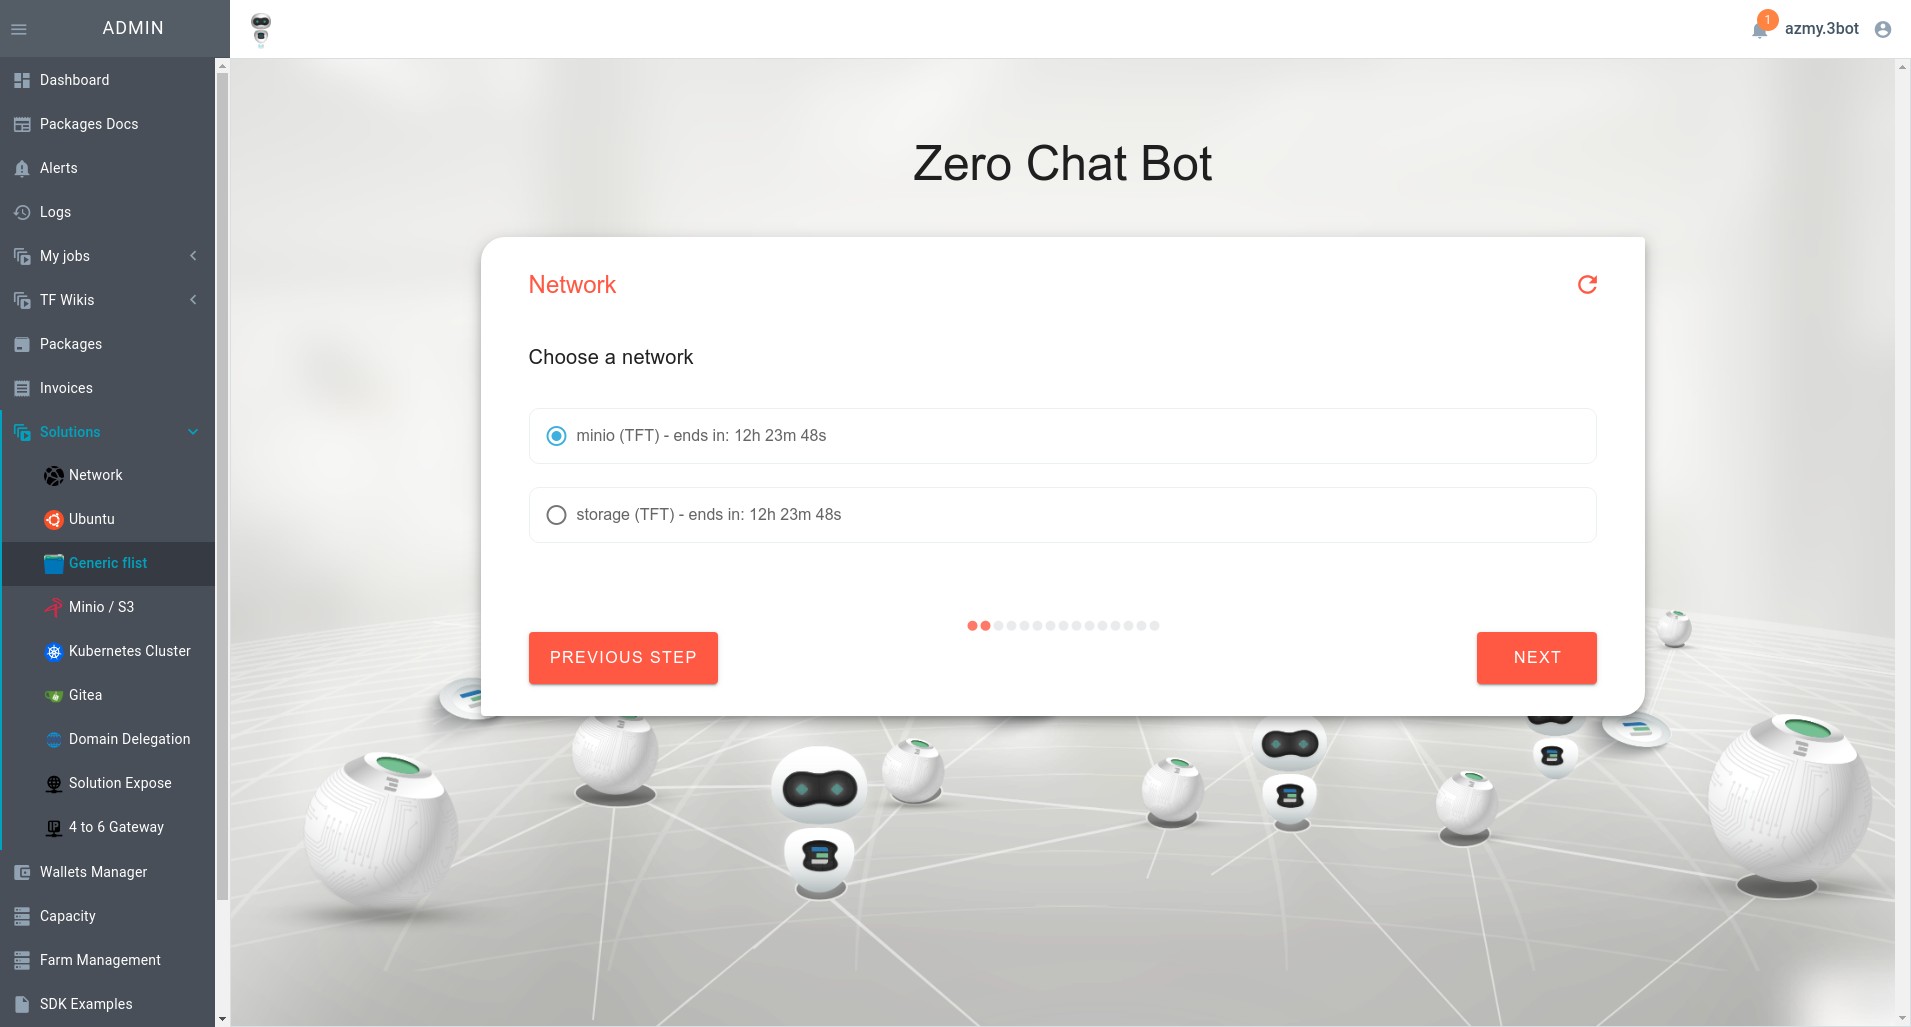 ADMIN
1
azmy.3bot
Dashboard
Packages Docs
Alerts
Logs
My jobs
TF Wikis
Packages
Invoices
Solutions
Network
Ubuntu
Generic flist
Minio / S3
Kubernetes Cluster
Gitea
Domain Delegation
Solution Expose
4 to 6 Gateway
Wallets Manager
Capacity
Farm Management
SDK Examples
Zero Chat Bot
Network
Choose a network
minio (TFT) - ends in: 12h 23m 48s
storage (TFT) - ends in: 12h 23m 48s
PREVIOUS STEP
NEXT